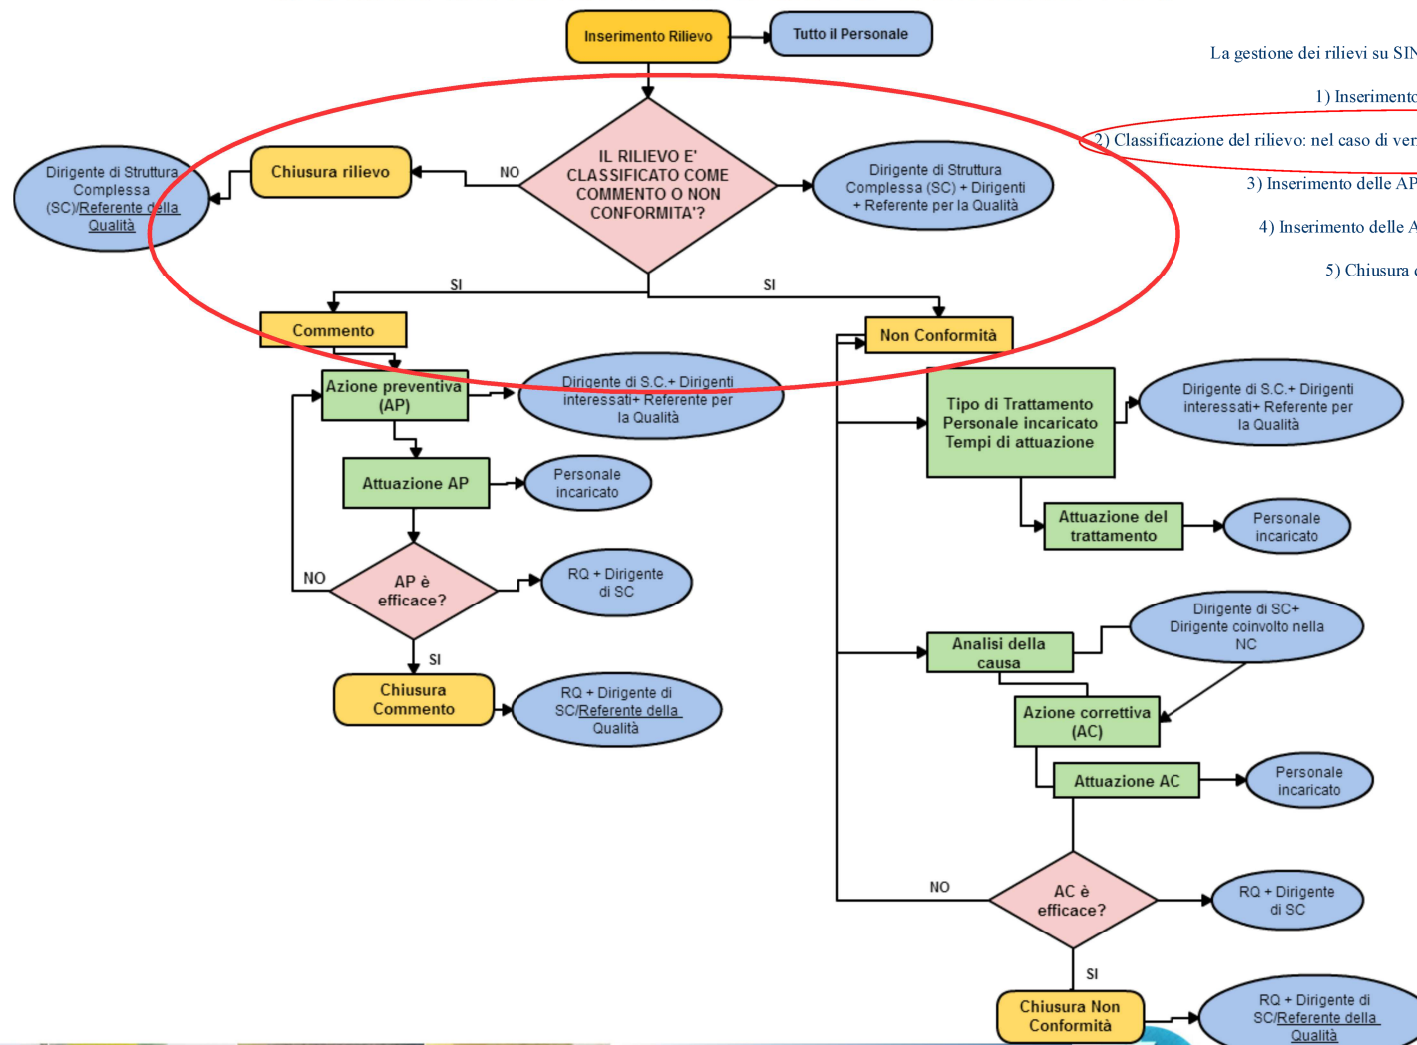 Inserimento Rilievo
Tutto il Personale
La gestione dei rilievi su SIN
1) Inserimento
2) Classificazione del rilievo: nel caso di
3) Inserimento delle AP
4) Inserimento delle A
5) Chiusura
IL RILIEVO E'
CLASSIFICATO COME
COMMENTO O NON
CONFORMITA'?
NO
Chiusura rilievo
Dirigente di Struttura
Complessa
(SC)/Referente della
Qualità
Dirigente di Struttura
Complessa (SC) + Dirigenti
+ Referente per la Qualità
SI
SI
Commento
Non Conformità
Azione preventiva
(AP)
Dirigente di S.C.+ Dirigenti
interessati+ Referente per
la Qualità
Attuazione AP
Personale
incaricato
NO
AP è
efficace?
RQ + Dirigente
di SC
SI
Chiusura
Commento
RQ + Dirigente di
SC/Referente della
Qualità
Tipo di Trattamento
Personale incaricato
Tempi di attuazione
Dirigente di S.C.+ Dirigenti
interessati+ Referente per
la Qualità
Attuazione del
trattamento
Personale
incaricato
Analisi della
causa
Dirigente di SC+
Dirigente coinvolto nella
NC
Azione correttiva
(AC)
Attuazione AC
Personale
incaricato
NO
AC è
efficace?
RQ + Dirigente
di SC
SI
Chiusura Non
Conformità
RQ + Dirigente di
SC/Referente della
Qualità